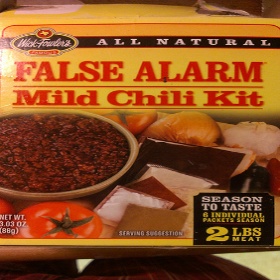 Wick Fowler's
ALL NATURAL
FALSE ALARM
Mild Chili Kit
SEASON
TO TASTE
6 INDIVIDUAL
PACKETS SEASON
2 LBS
MEAT
NET WT.
3.03 OZ
(86g)
SERVING SUGGESTION